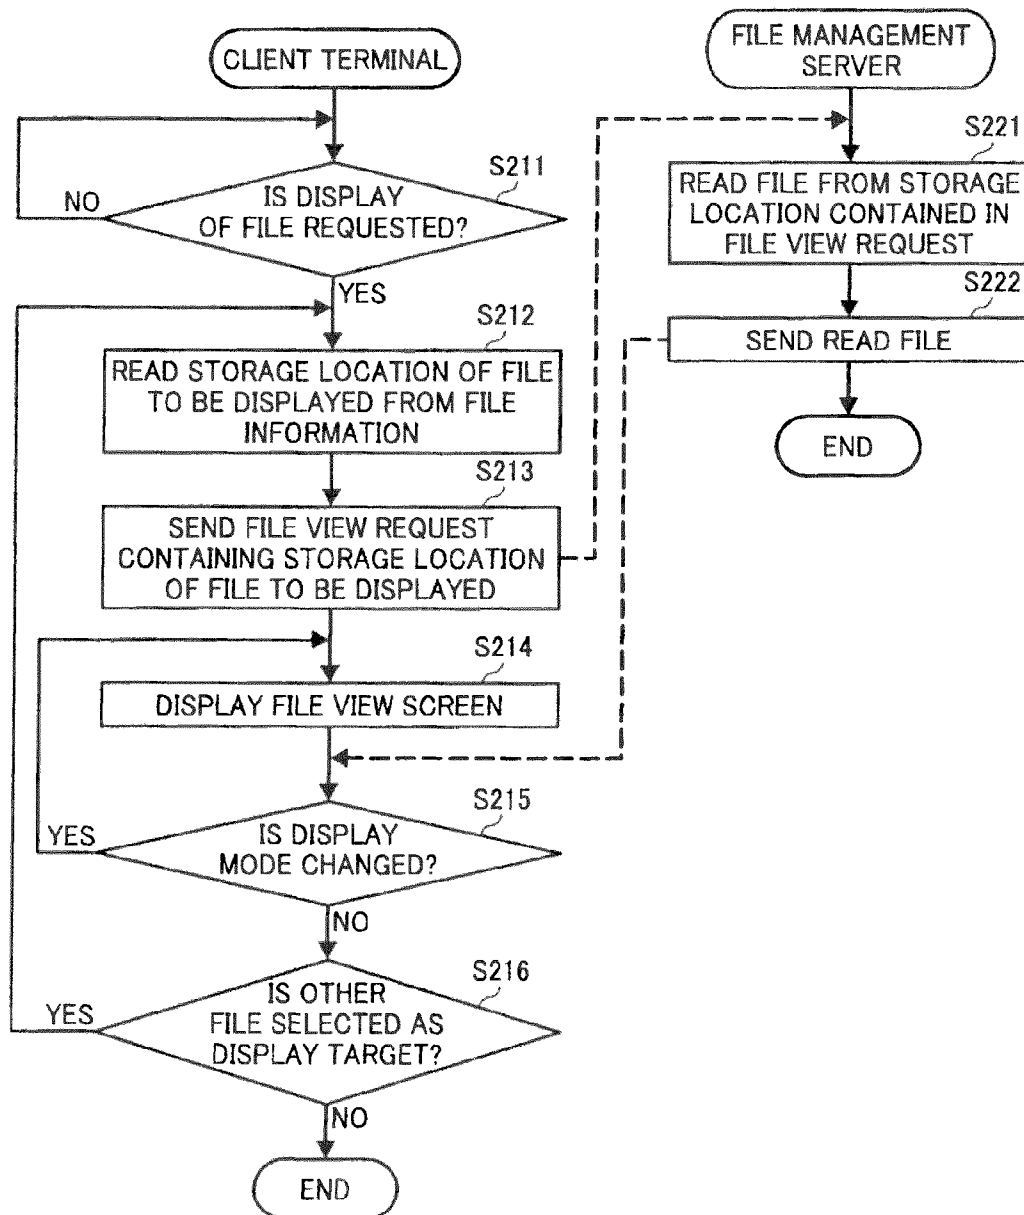 CLIENT TERMINAL
S211
IS DISPLAY
OF FILE REQUESTED?
NO
YES
S212
READ STORAGE LOCATION OF FILE
TO BE DISPLAYED FROM FILE
INFORMATION
S213
SEND FILE VIEW REQUEST
CONTAINING STORAGE LOCATION
OF FILE TO BE DISPLAYED
S214
DISPLAY FILE VIEW SCREEN
S215
IS DISPLAY
MODE CHANGED?
YES
NO
S216
IS OTHER
FILE SELECTED AS
DISPLAY TARGET?
YES
NO
END
FILE MANAGEMENT
SERVER
S221
READ FILE FROM STORAGE
LOCATION CONTAINED IN
FILE VIEW REQUEST
S222
SEND READ FILE
END